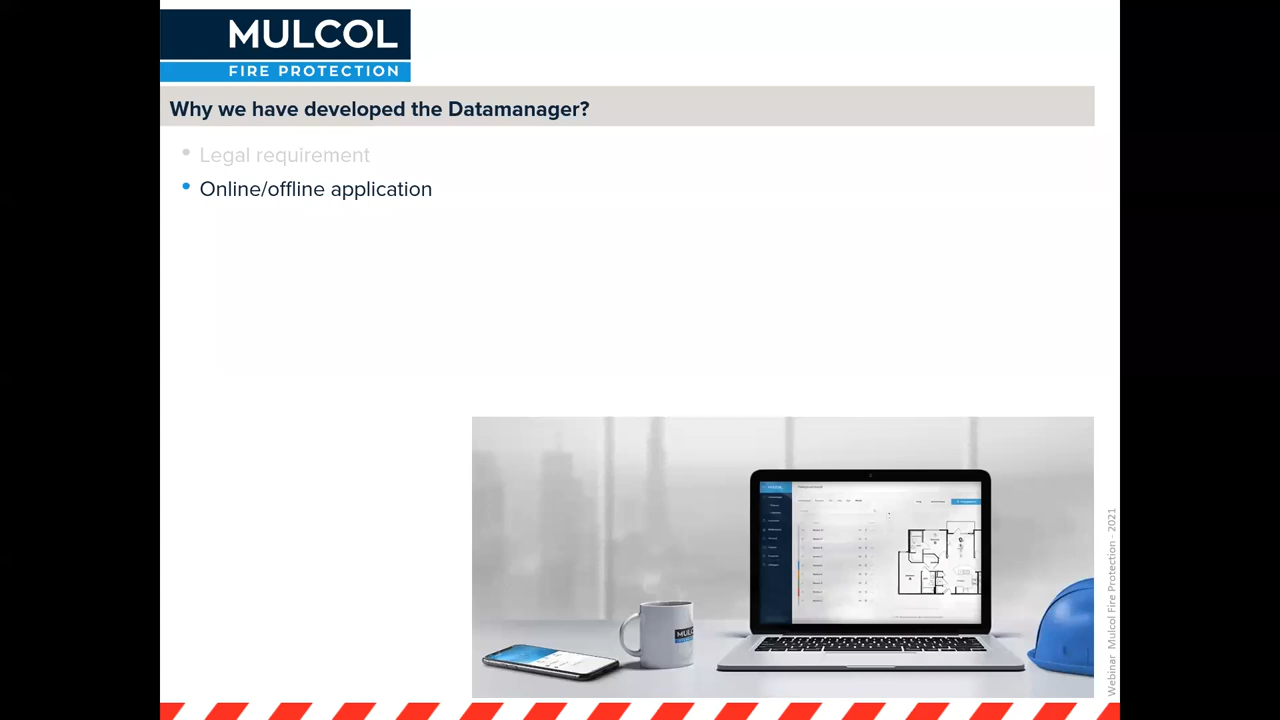 MULCOL
FIRE PROTECTION
Why we have developed the Datamanager?
• Legal requirement
• Online/offline application
MULCOL
Webinar Mulcol Fire Protection - 2021